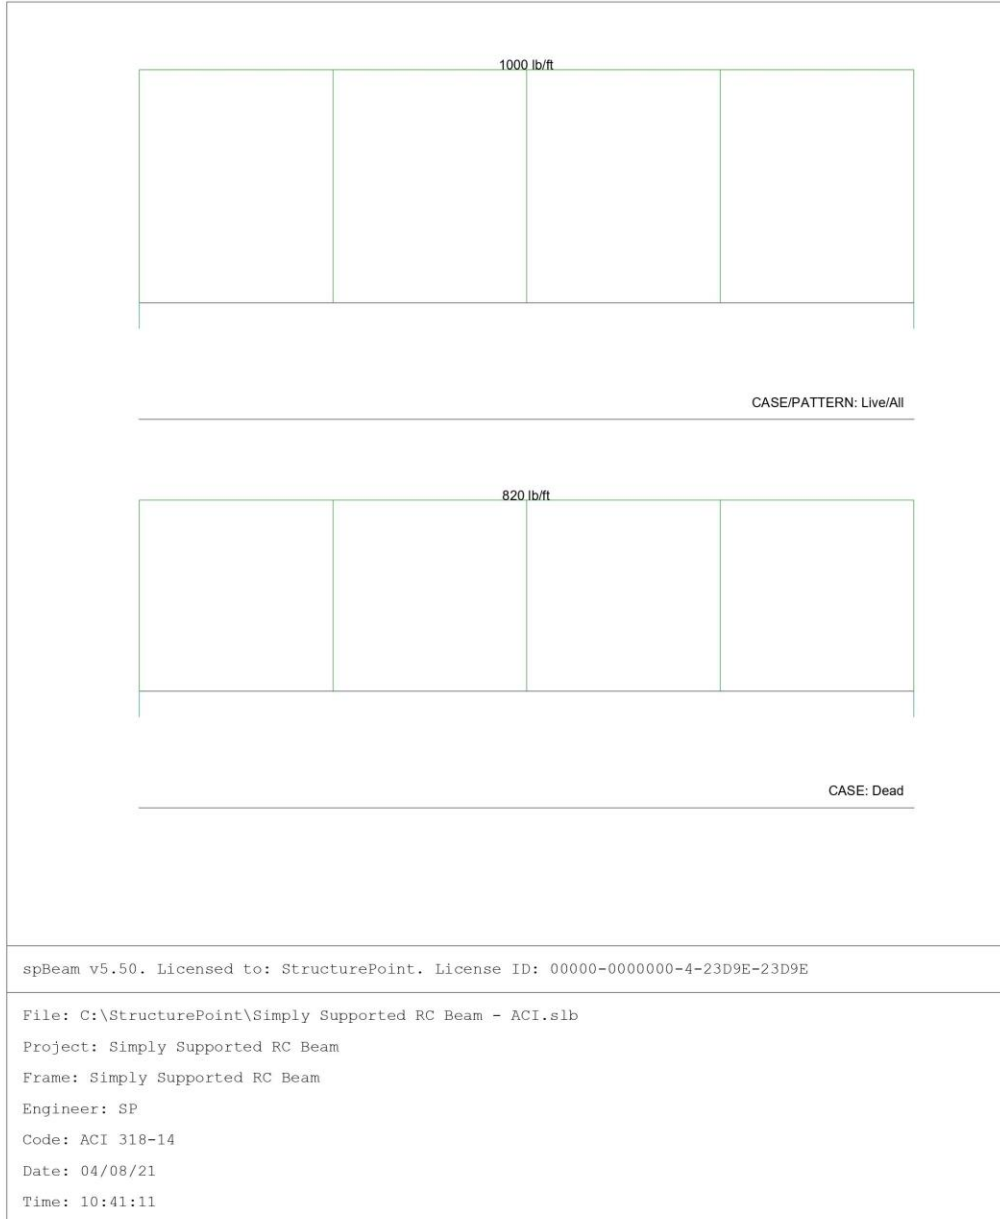 1000 lb/ft
CASE/PATTERN: Live/All
820 lb/ft
CASE: Dead
spBeam v5.50. Licensed to: StructurePoint. License ID: 00000-0000000-4-23D9E-23D9E
File: C:\StructurePoint\Simply Supported RC Beam - ACI.slb
Project: Simply Supported RC Beam
Frame: Simply Supported RC Beam
Engineer: SP
Code: ACI 318-14
Date: 04/08/21
Time: 10:41:11